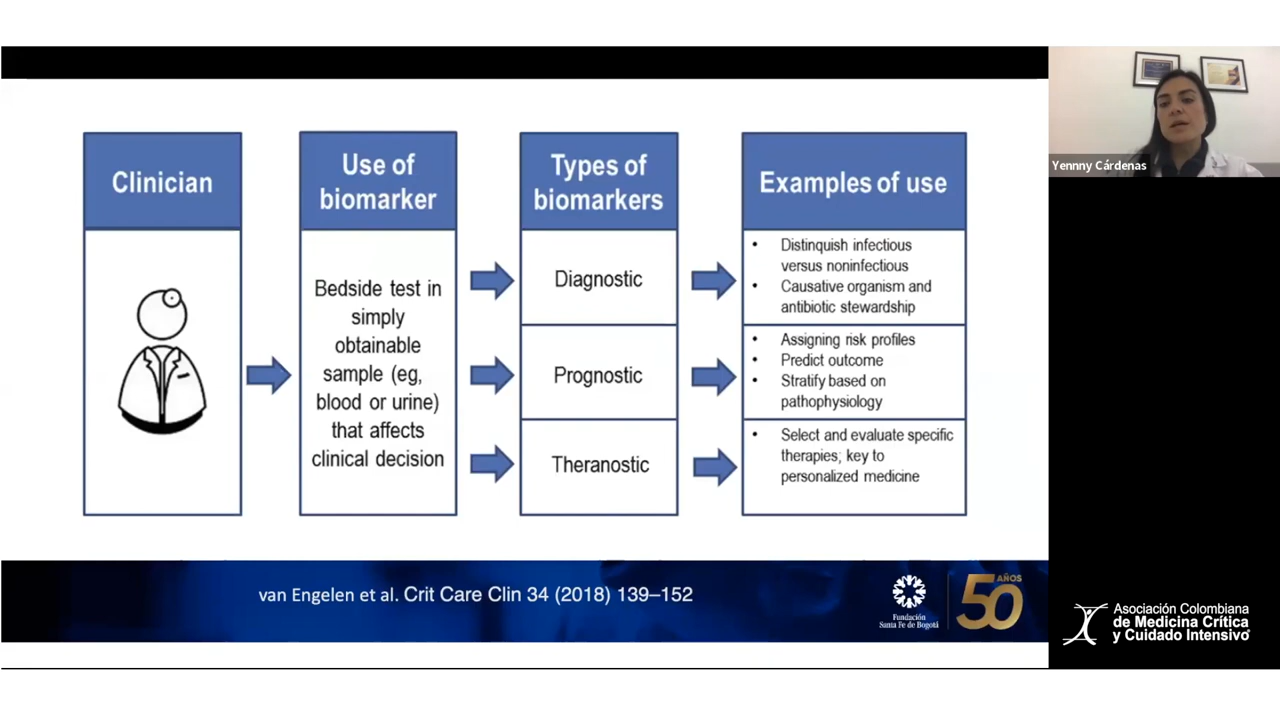 Clinician
Use of
biomarker
Types of
biomarkers
Examples of use
Bedside test in
simply
obtainable
sample (eg,
blood or urine)
that affects
clinical decision
Diagnostic
Prognostic
Theranostic
• Distinquish infectious
versus noninfectious
• Causative organism and
antibiotic stewardship
• Assigning risk profiles
• Predict outcome
• Stratify based on
pathophysiology
• Select and evaluate specific
therapies; key to
personalized medicine
van Engelen et al. Crit Care Clin 34 (2018) 139–152
Fundación
Santa Fe de Bogotá
50 AÑOS
Yennny Cárdenas
Asociación Colombiana
de Medicina Crítica
y Cuidado Intensivo